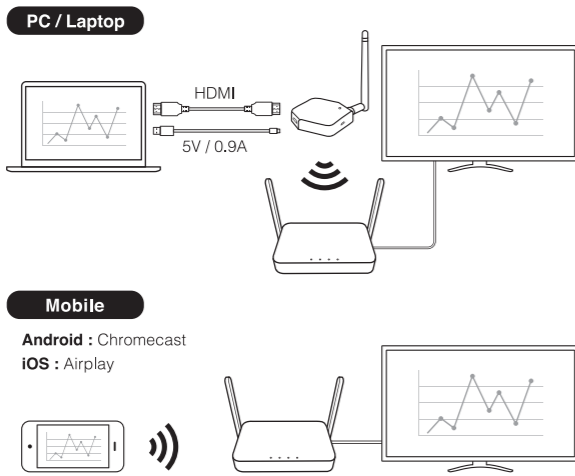 PC / Laptop
HDMI
5V / 0.9A
Mobile
Android : Chromecast
iOS : Airplay